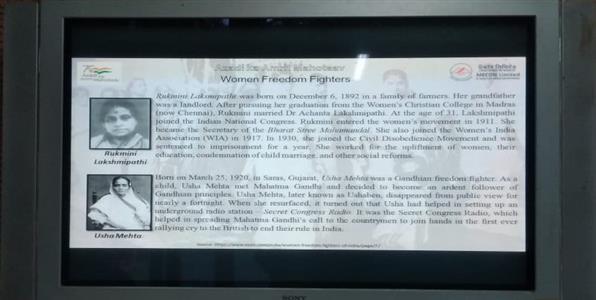 Azadi ka Amrit Mahotsav
Women Freedom Fighters
MECON Limited
Rukmini Laksmipathi was born on December 6, 1892 in a family of farmers. Her grandfather
was a landlord. After pursuing her graduation from the Women's Christian College in Madras
(now Chennai), Rukmini married Dr Achanta Lakshmipathi. At the age of 31, Lakshmipathi
joined the Indian National Congress. Rukmini entered the women's movement in 1911. She
became the Secretary of the Bharat Stree Mahamandal. She also joined the Women's India
Association (WIA) in 1917. In 1930, she joined the Civil Disobedience Movement and was
sentenced to imprisonment for a year. She worked for the upliftment of women, their
education, condemnation of child marriage, and other social reforms.
Rukmini
Lakshmipathi
Born on March 25, 1920, in Saras, Gujarat, Usha Mehta was a Gandhian freedom fighter. As a
child, Usha Mehta met Mahatma Gandhi and decided to become an ardent follower of
Gandhian principles. Usha Mehta, later known as Ushaben, disappeared from public view for
nearly a fortnight. When she resurfaced, it turned out that Usha had helped in setting up an
underground radio station – Secret Congress Radio. It was the Secret Congress Radio, which
helped in spreading Mahatma Gandhi's call to the countrymen to join hands in the first ever
rallying cry to the British to end their rule in India.
Usha Mehta
SONY